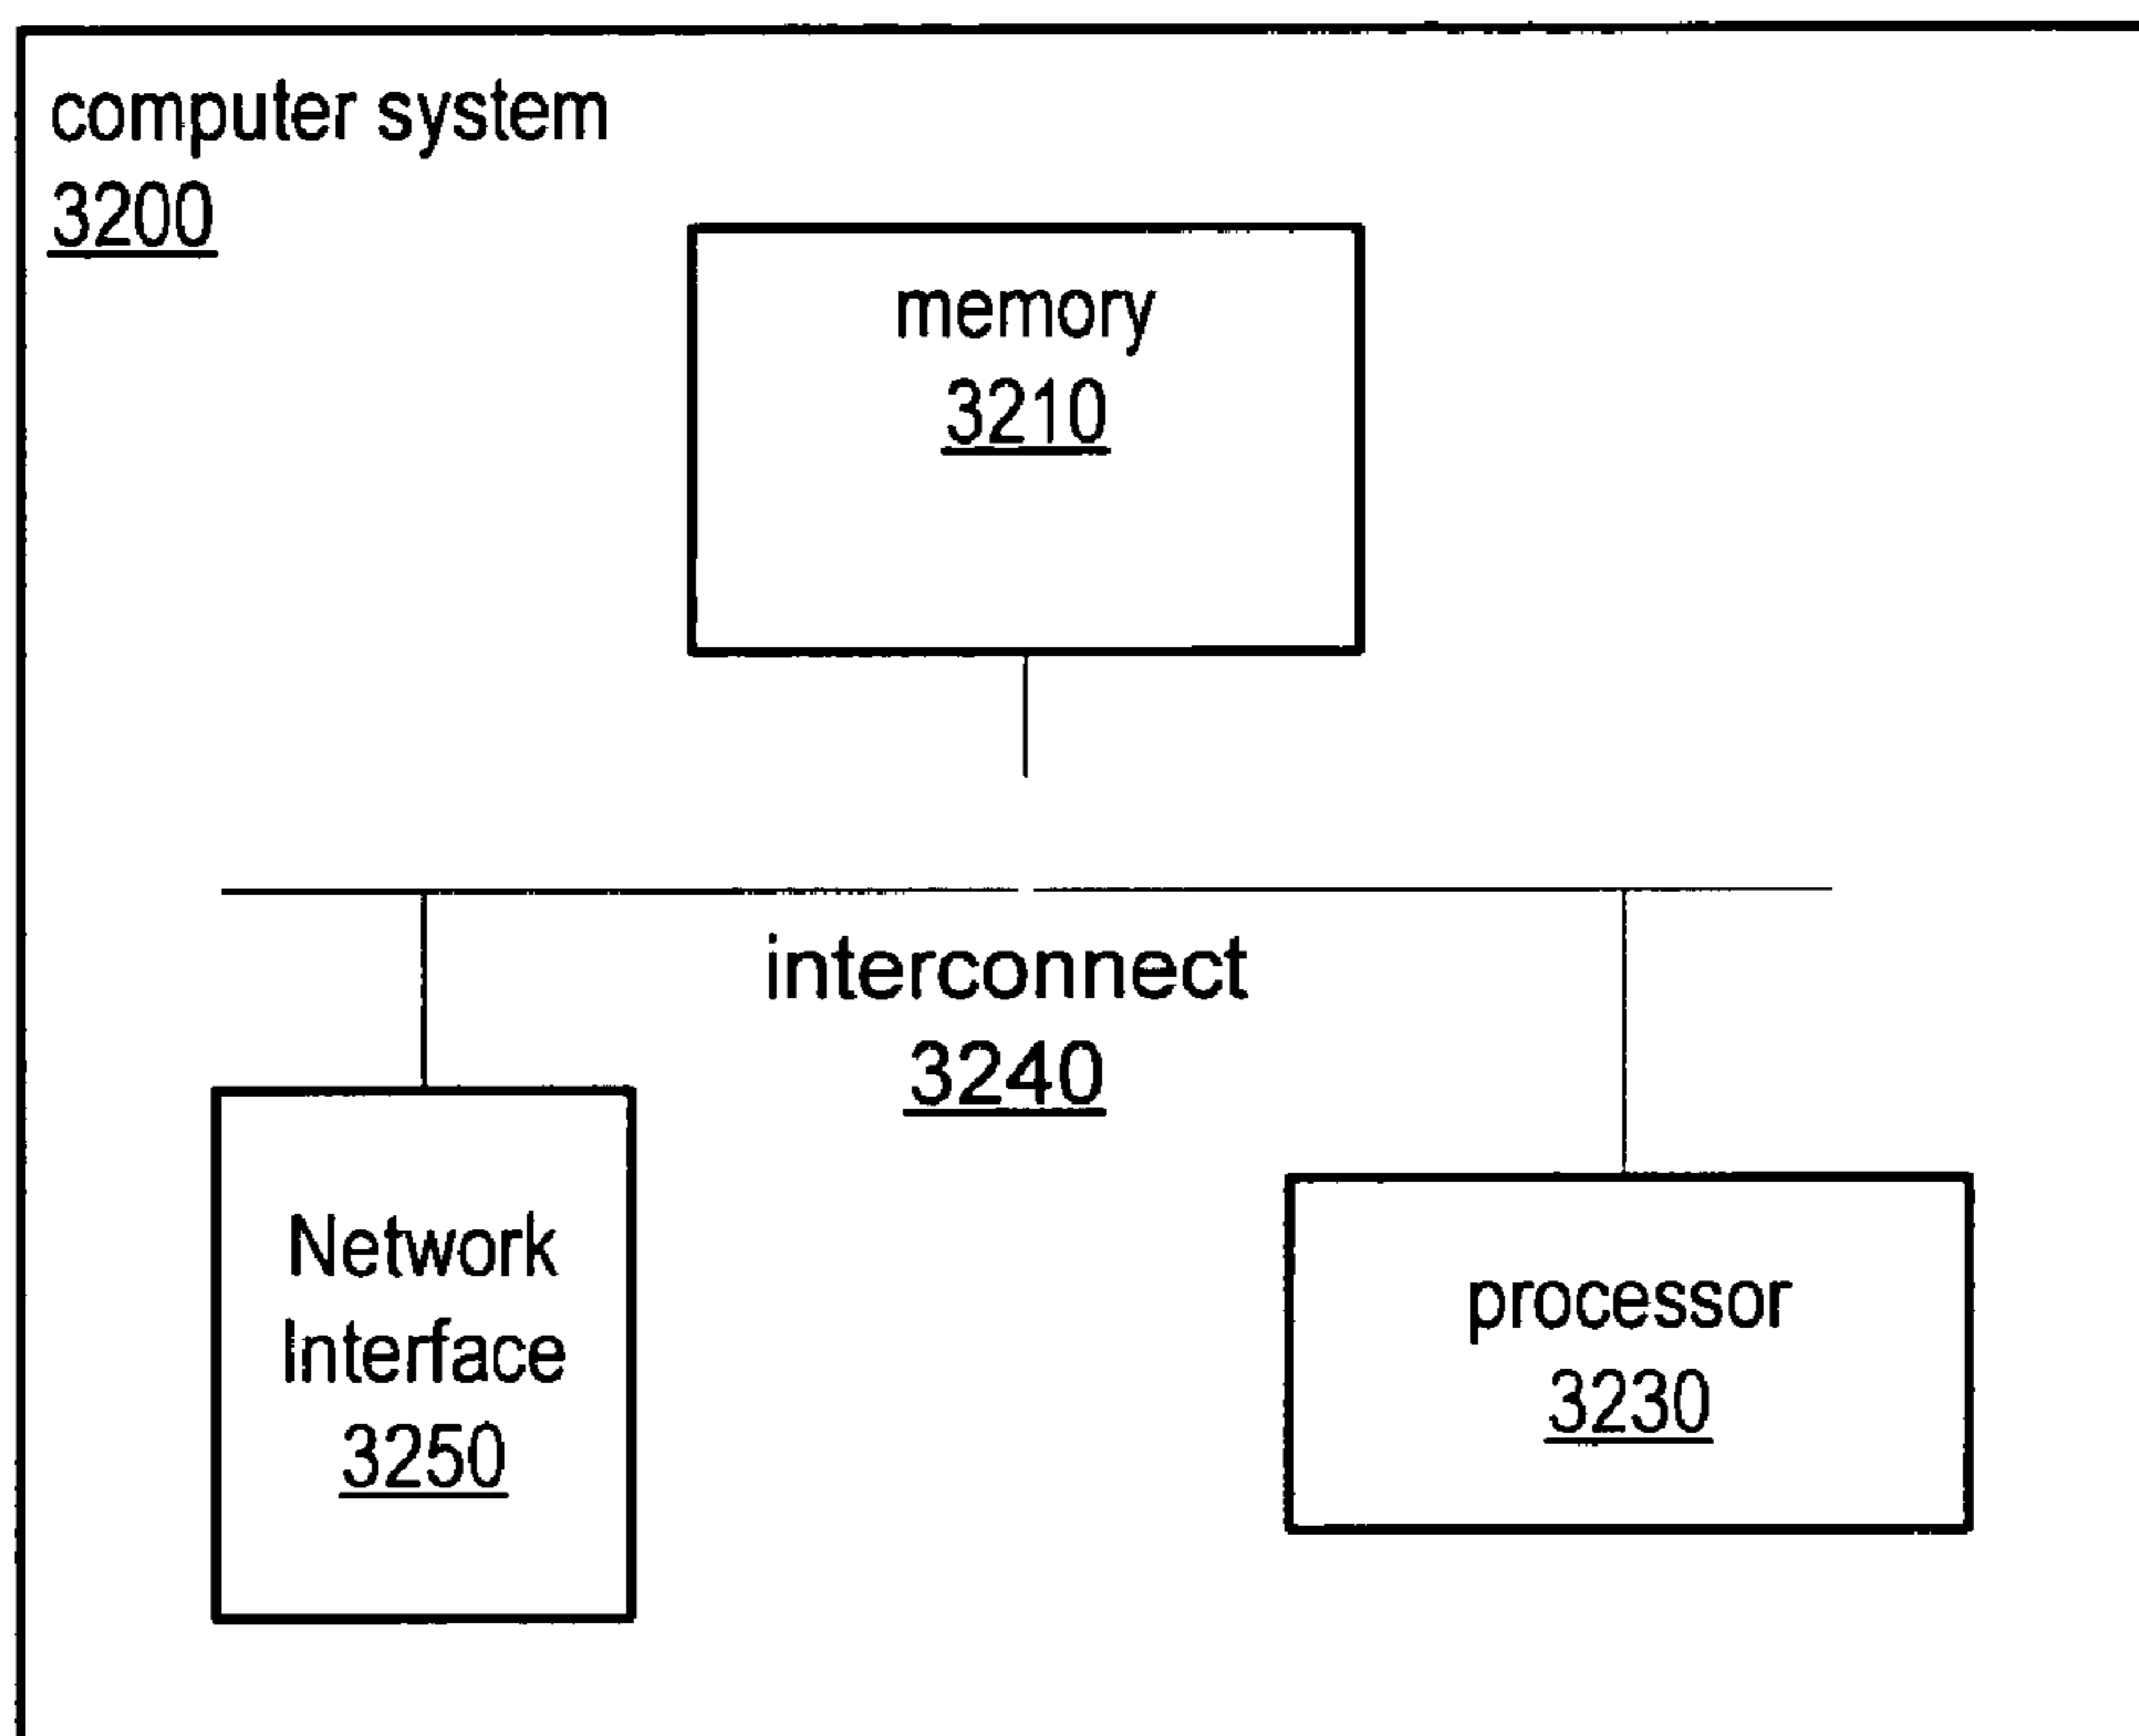 computer system
3200
memory
3210
interconnect
3240
Network
Interface
3250
processor
3230